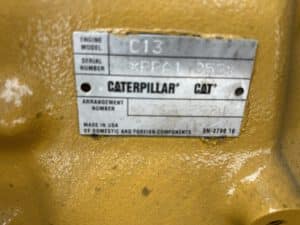 ENGINE MODEL C13
SERIAL NUMBER
CATERPILLAR® CAT®
ARRANGEMENT NUMBER
MADE IN USA
OF DOMESTIC AND FOREIGN COMPONENTS